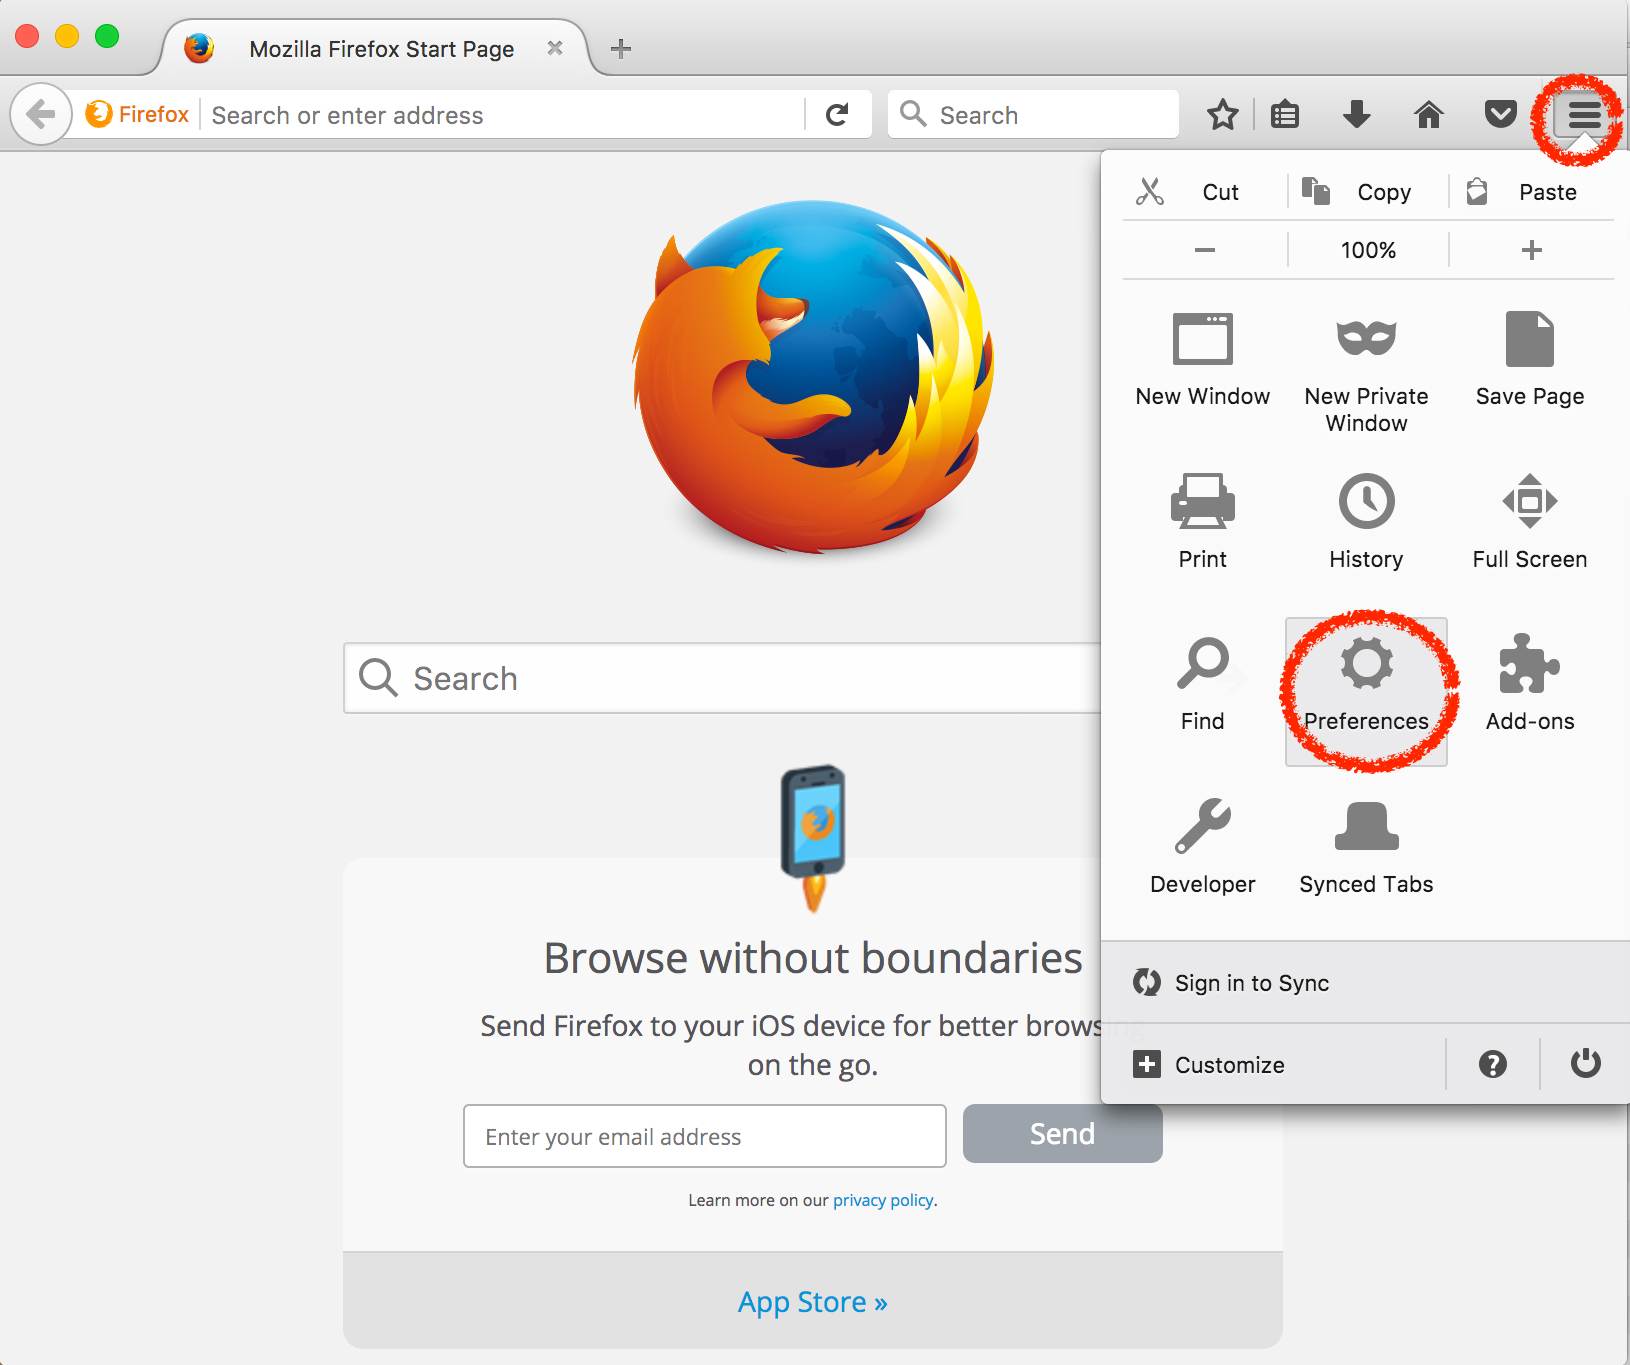 Mozilla Firefox Start Page
Firefox
Search or enter address
Search
Cut
Copy
Paste
100%
New Window
New Private
Window
Save Page
Print
History
Full Screen
Find
Preferences
Add-ons
Developer
Synced Tabs
Sign in to Sync
Customize
Search
Browse without boundaries
Send Firefox to your iOS device for better browsing
on the go.
Enter your email address
Send
Learn more on our privacy policy.
App Store »